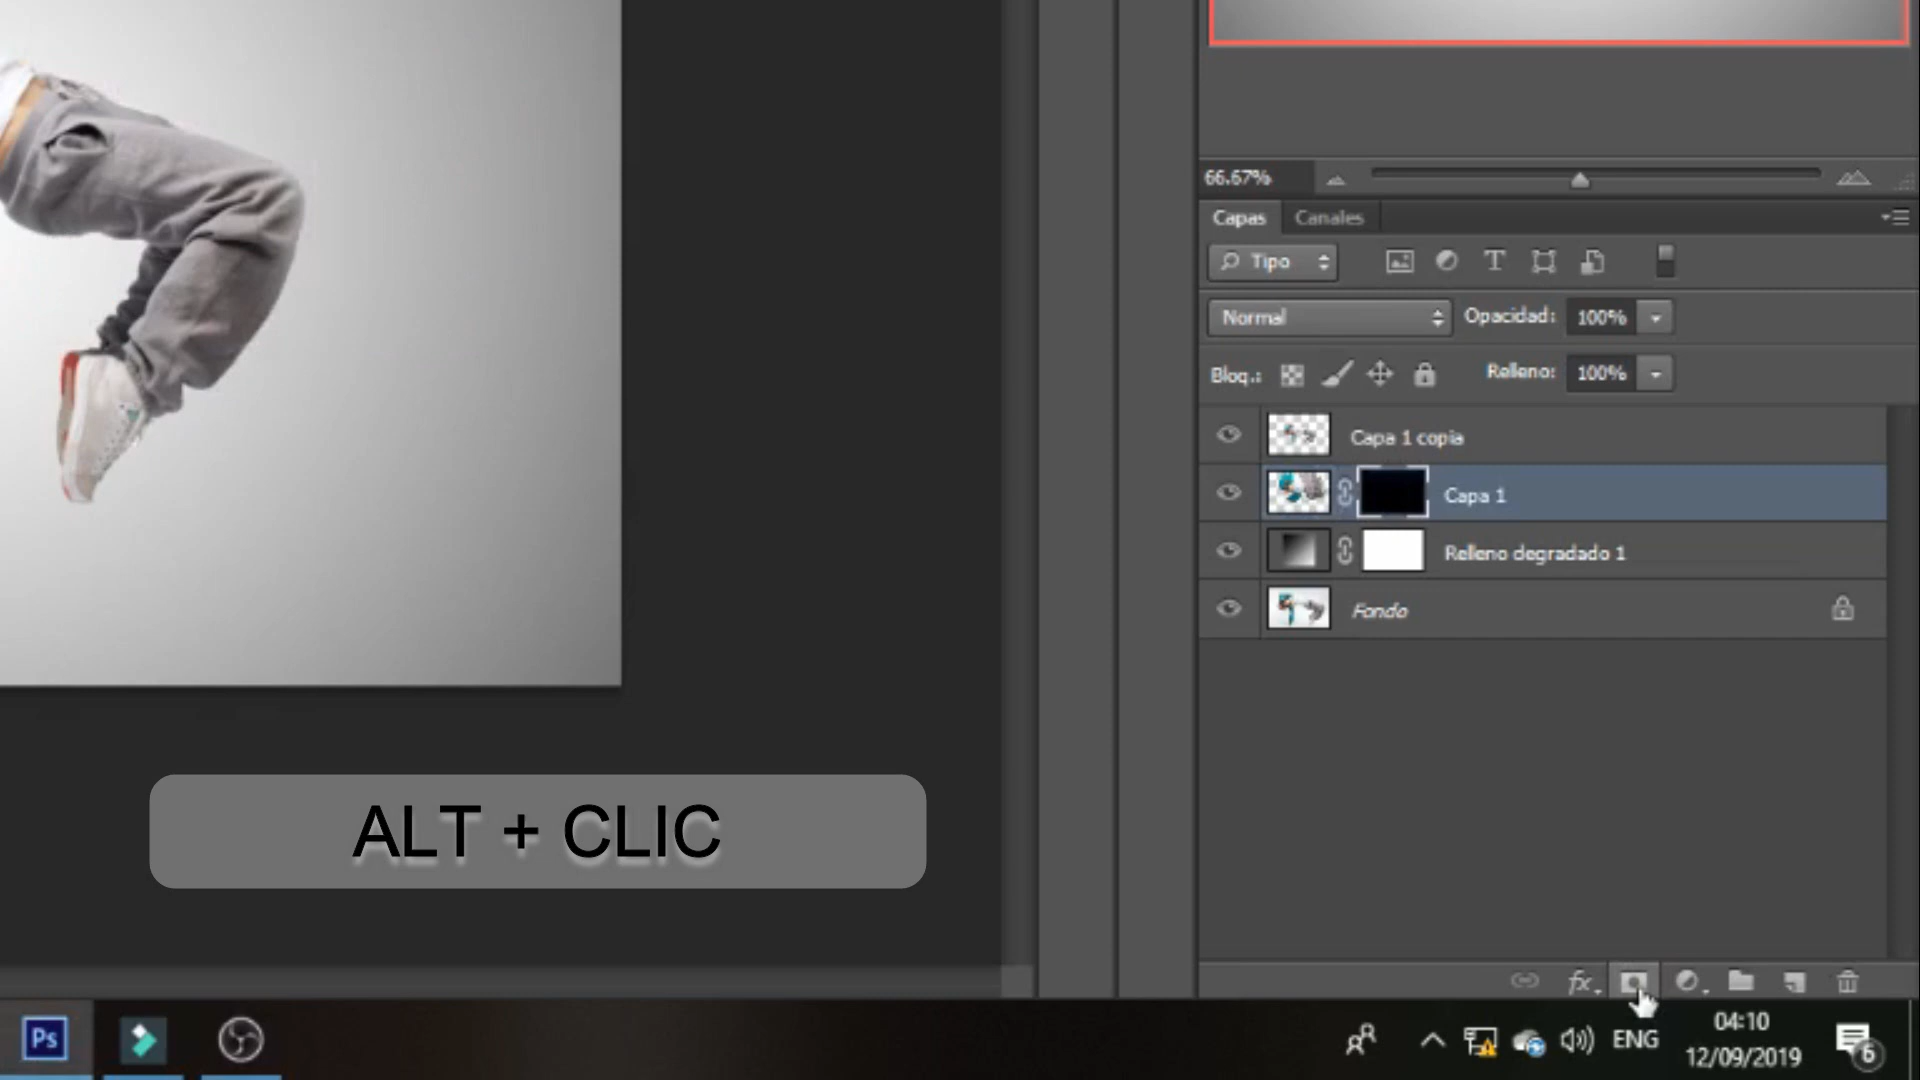 66.67%
Capas Canales
Tipo T
Normal Opacidad: 100%
Bloq.: Relleno: 100%
Capa 1 copia
Capa 1
Relleno degradado 1
Fondo
ALT + CLIC
fx
Ps
ENG
04:10
12/09/2019
6